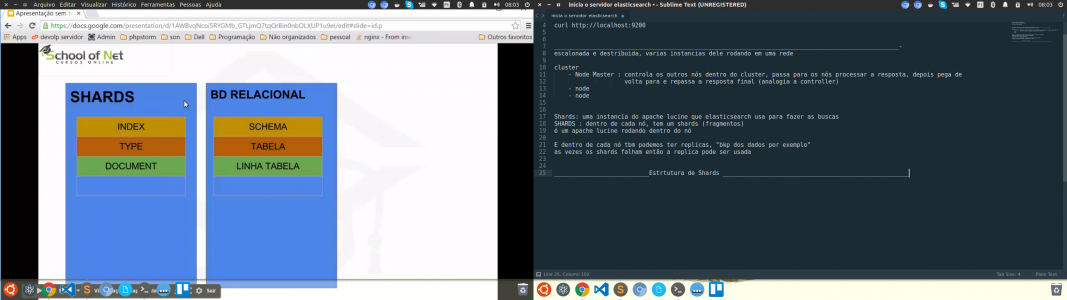 Arquivo Editar Visualizar Histórico Ferramentas Pessoas Ajuda
08:03
Apresentação sem t
https://docs.google.com/presentation/d/1AWBvqNcoi5RYGMb_GTLjmQ7tqQrBin0nbOLXUP1u9eI/edit#slide=id.p
Apps
devolp servidor
Admin
phpstorm
son
Dell
Programação
Não organizados
pessoal
nginx - From in
Outros favoritos
School of Net
CURSOS ONLINE
SHARDS
INDEX
TYPE
DOCUMENT
BD RELACIONAL
SCHEMA
TABELA
LINHA TABELA
Sair
inicia o servidor elasticsearch • - Sublime Text (UNREGISTERED)
08:03
inicia o servidor elasticsearch
4 curl http://localhost:9200
5
6
7
8 escalonada e distribuida, varias instancias dele rodando em uma rede
9
10 cluster
11 - Node Master : controla os outros nós dentro do cluster, passa para os nós processar a resposta, depois pega de
12 volta para e repassa a resposta final (analogia a controller)
13 - node
14 - node
15
16
17 Shards: uma instancia do apache lucine que elasticsearch usa para fazer as buscas
18 SHARDS : dentro de cada nó, tem um shards (fragmentos)
19 é um apache lucine rodando dentro do nó
20
21 E dentro de cada nó tbm podemos ter replicas, "bkp dos dados por exemplo"
22 as vezes os shards falham então a replica pode ser usada
23
24
25 Estrtutura de Shards
Line 25, Column 102
Tab Size: 4
Plain Text